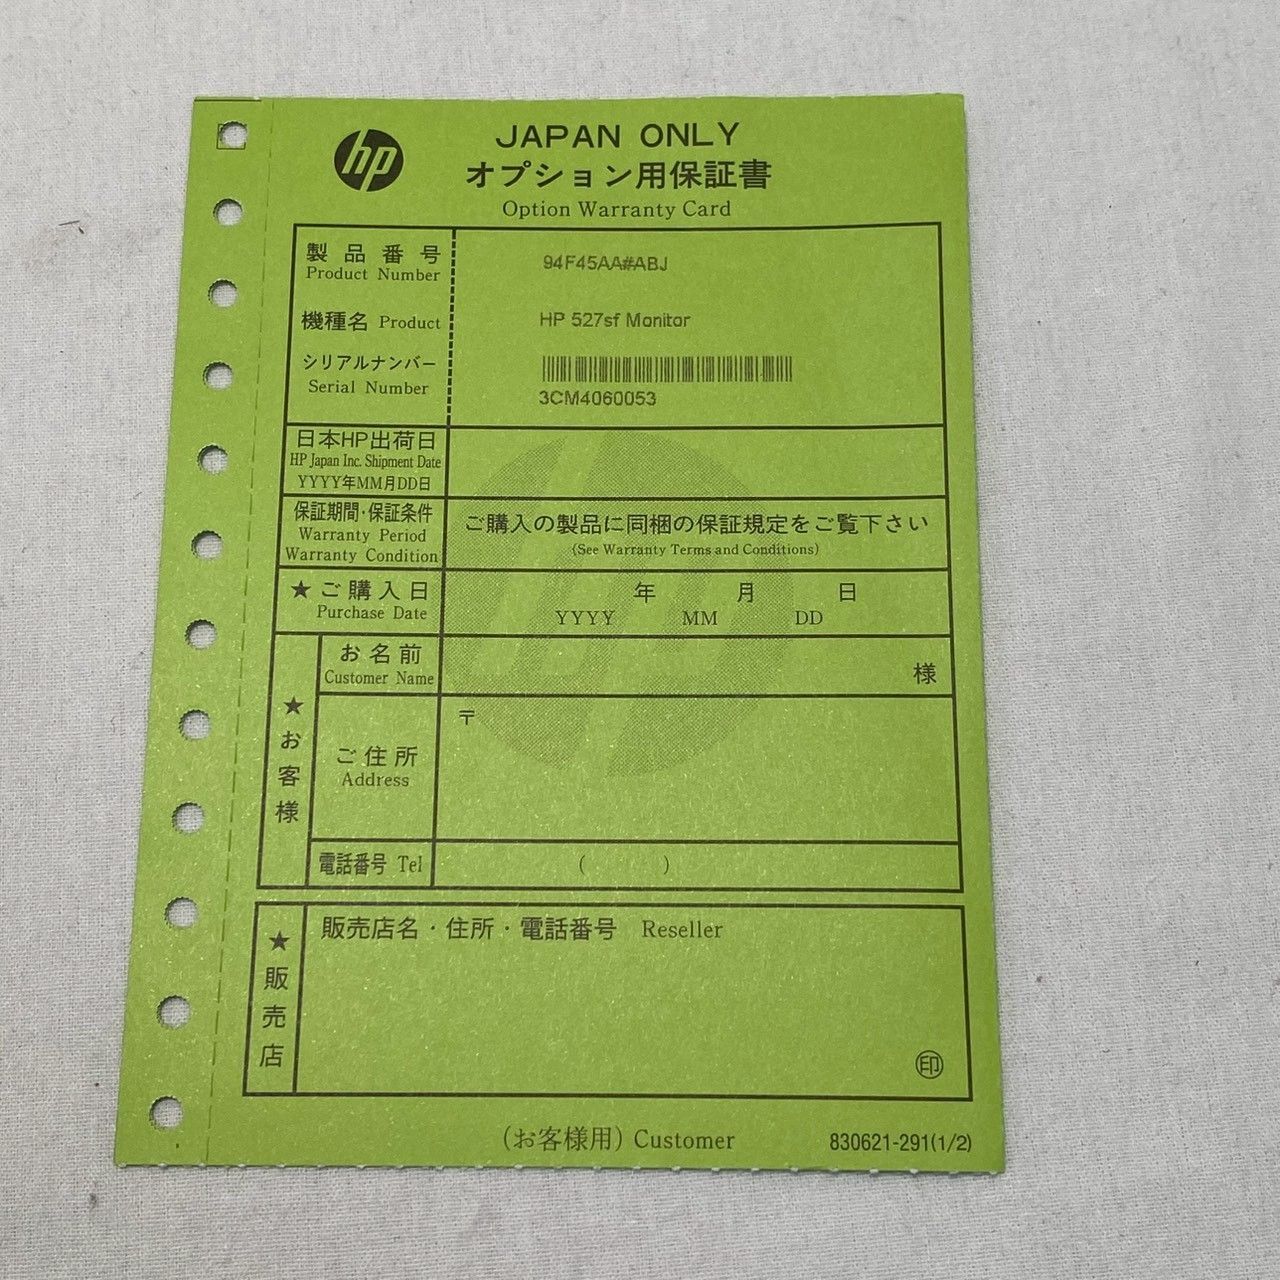 hp
JAPAN ONLY
オプション用保証書
Option Warranty Card
製品番号
Product Number
94F45AA#ABJ
機種名 Product
HP 527sf Monitor
シリアルナンバー
Serial Number
3CM4060053
日本HP出荷日
HP Japan Inc. Shipment Date
YYYY年MM月DD日
保証期間・保証条件
Warranty Period
Warranty Condition
ご購入の製品に同梱の保証規定をご覧下さい
(See Warranty Terms and Conditions)
★ご購入日
Purchase Date
年 月 日
YYYY MM DD
★お客様
お名前
Customer Name
様
ご住所
Address
〒
電話番号 Tel
( )
★販売店
販売店名・住所・電話番号 Reseller
印
(お客様用) Customer
830621-291(1/2)